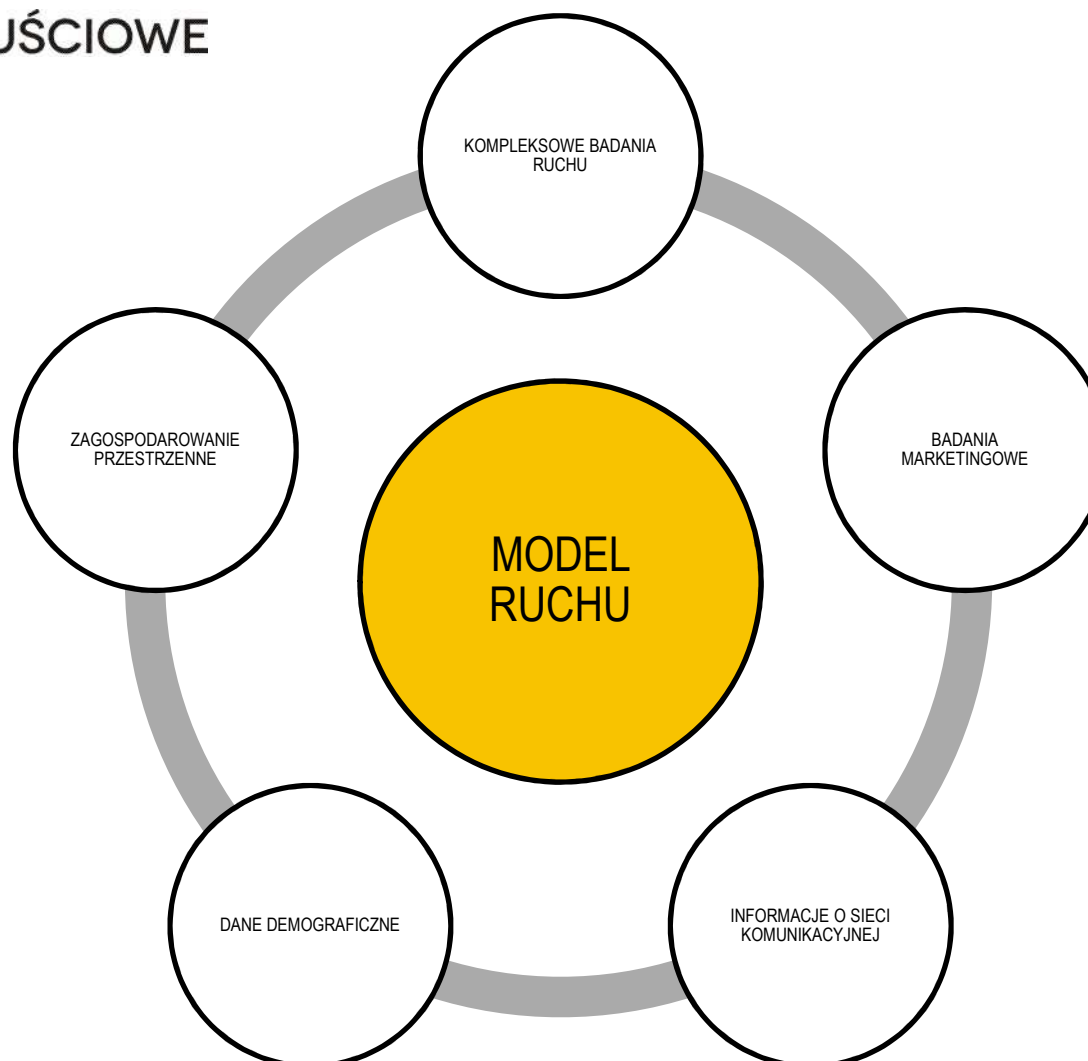 UŚCIOWE
KOMPLEKSOWE BADANIA
RUCHU
ZAGOSPODAROWANIE
PRZESTRZENNE
BADANIA
MARKETINGOWE
MODEL
RUCHU
DANE DEMOGRAFICZNE
INFORMACJE O SIECI
KOMUNIKACYJNEJ